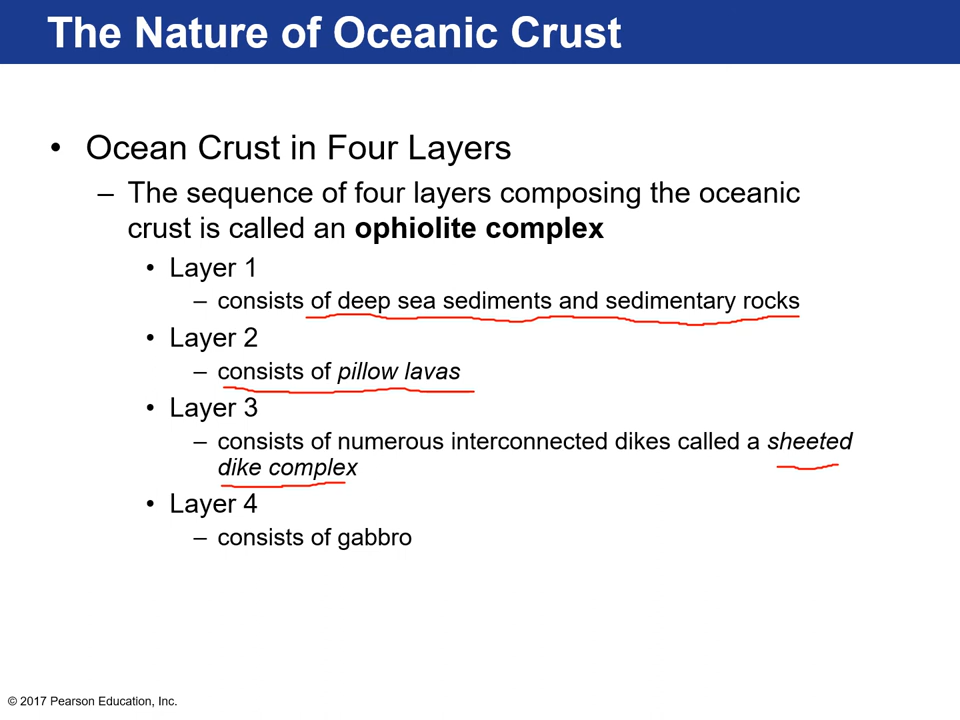 The Nature of Oceanic Crust
• Ocean Crust in Four Layers
– The sequence of four layers composing the oceanic
crust is called an ophiolite complex
• Layer 1
– consists of deep sea sediments and sedimentary rocks
• Layer 2
– consists of pillow lavas
• Layer 3
– consists of numerous interconnected dikes called a sheeted
dike complex
• Layer 4
– consists of gabbro
© 2017 Pearson Education, Inc.